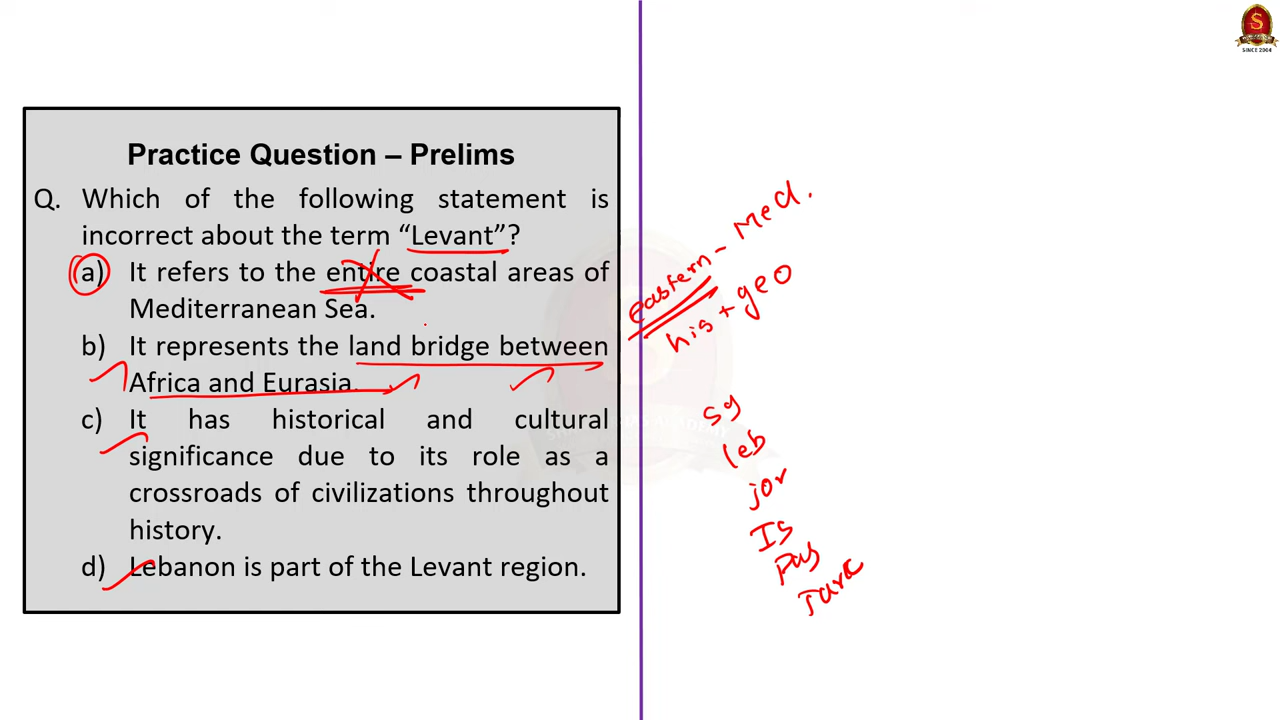 SINCE 2004
Practice Question – Prelims
Q. Which of the following statement is
incorrect about the term “Levant”?
a) It refers to the entire coastal areas of
Mediterranean Sea.
b) It represents the land bridge between
Africa and Eurasia.
c) It has historical and cultural
significance due to its role as a
crossroads of civilizations throughout
history.
d) Lebanon is part of the Levant region.
eastern - Med.
his + geo
leb
jor
Is